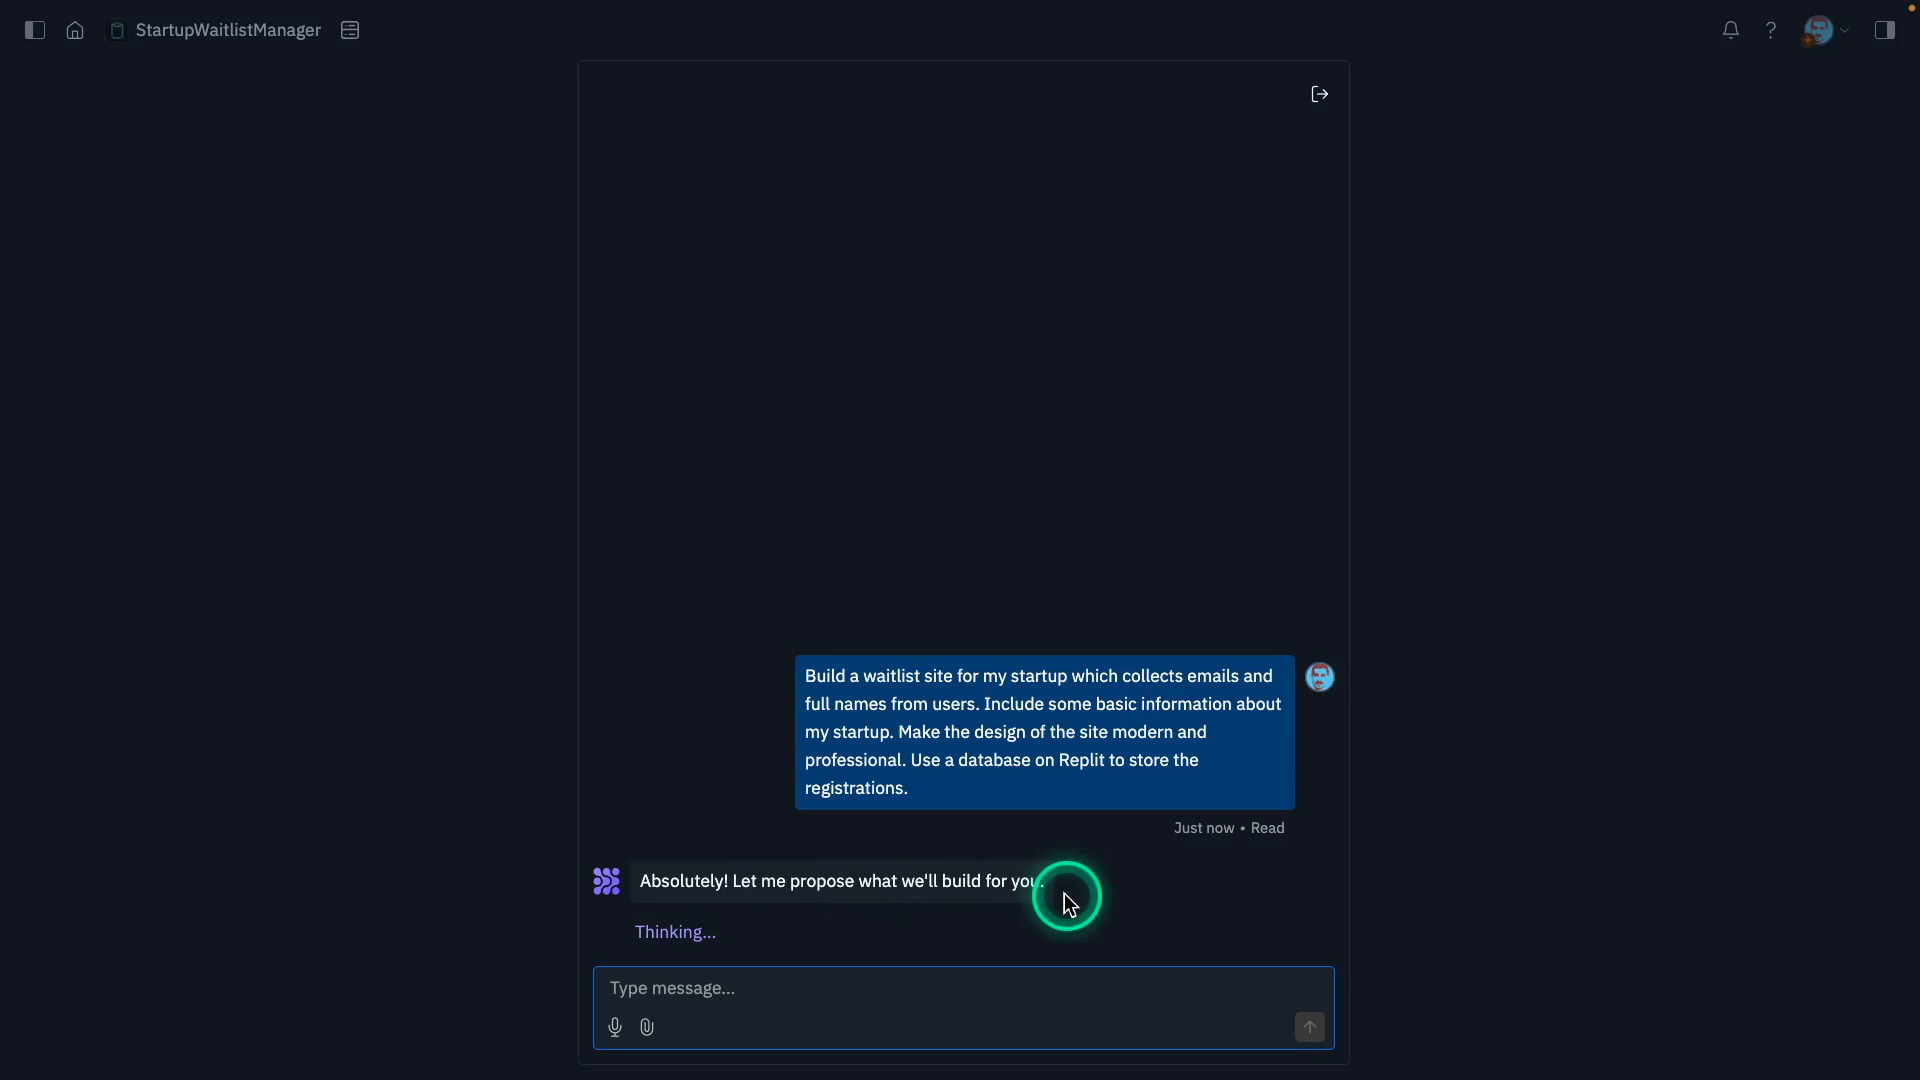 StartupWaitlistManager
Build a waitlist site for my startup which collects emails and
full names from users. Include some basic information about
my startup. Make the design of the site modern and
professional. Use a database on Replit to store the
registrations.
Just now • Read
Absolutely! Let me propose what we'll build for you.
Thinking...
Type message...